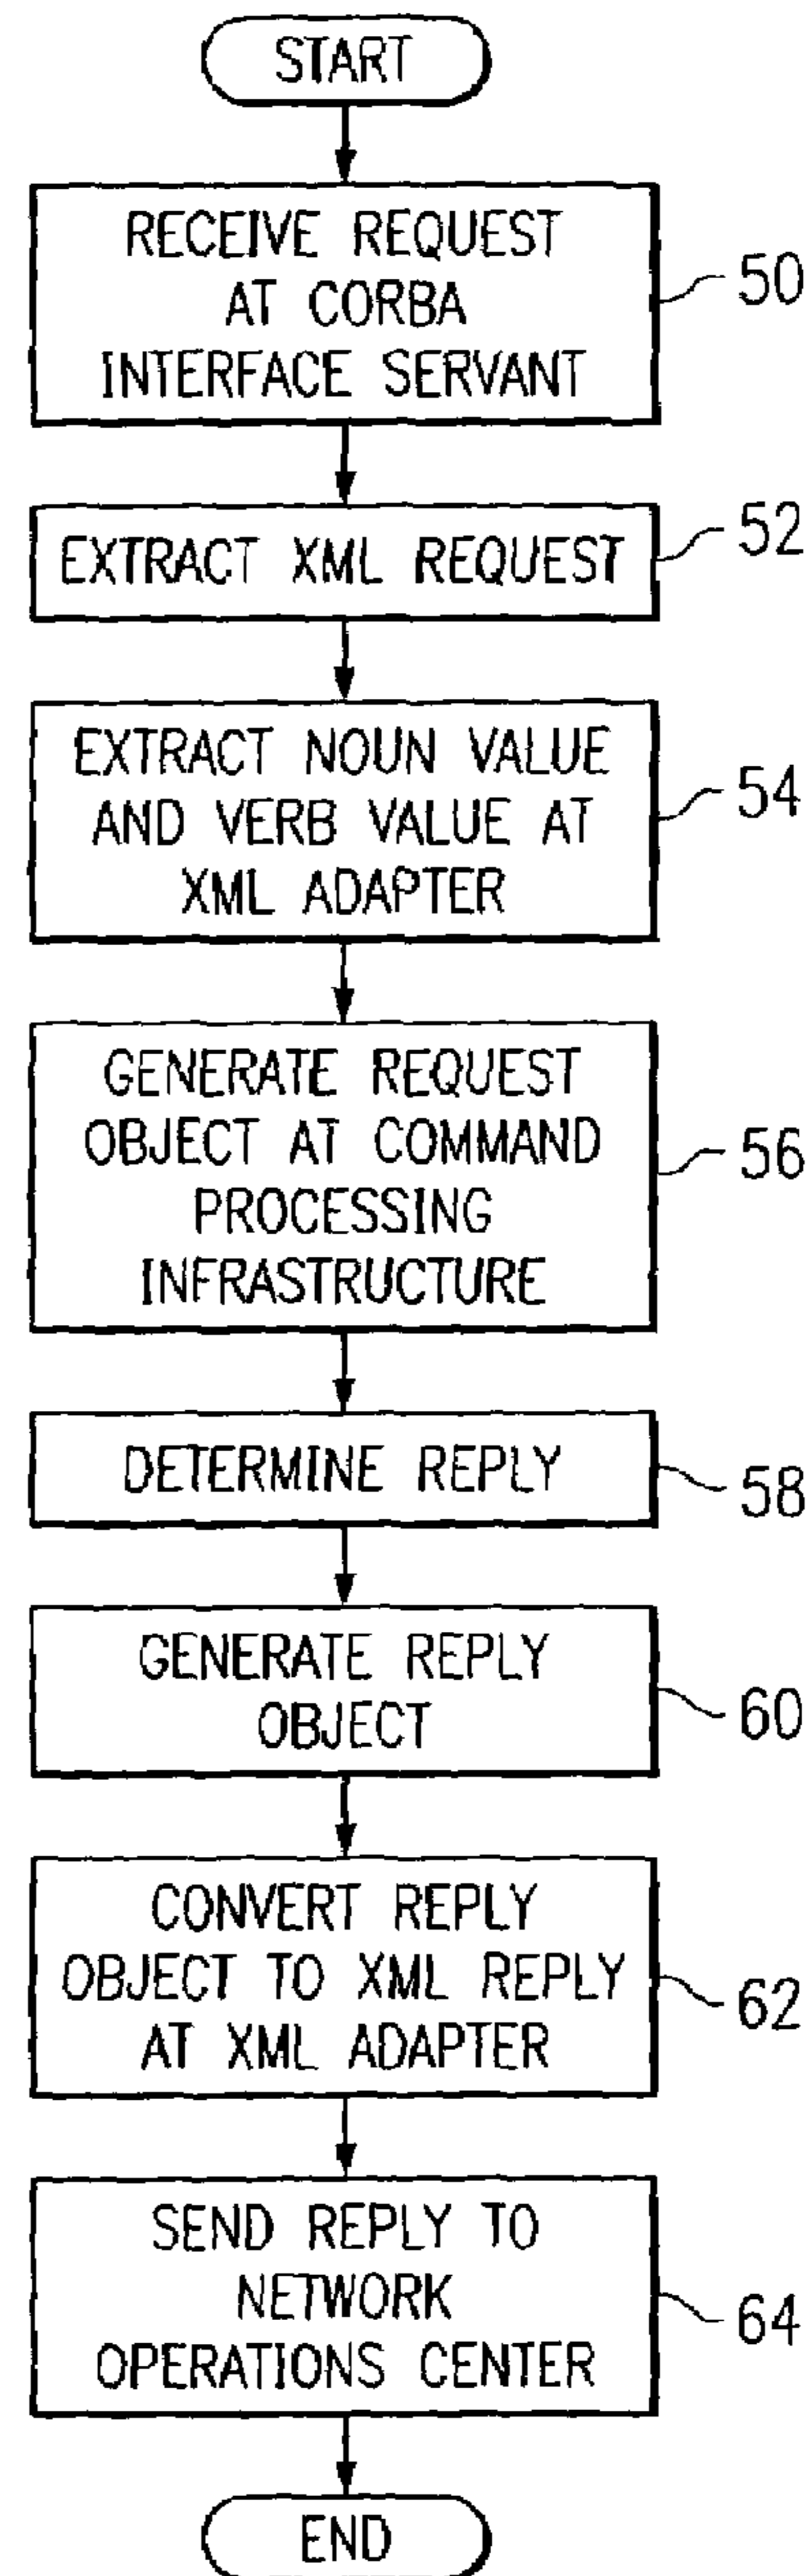 START
RECEIVE REQUEST
AT CORBA
INTERFACE SERVANT
50
EXTRACT XML REQUEST
52
EXTRACT NOUN VALUE
AND VERB VALUE AT
XML ADAPTER
54
GENERATE REQUEST
OBJECT AT COMMAND
PROCESSING
INFRASTRUCTURE
56
DETERMINE REPLY
58
GENERATE REPLY
OBJECT
60
CONVERT REPLY
OBJECT TO XML REPLY
AT XML ADAPTER
62
SEND REPLY TO
NETWORK
OPERATIONS CENTER
64
END